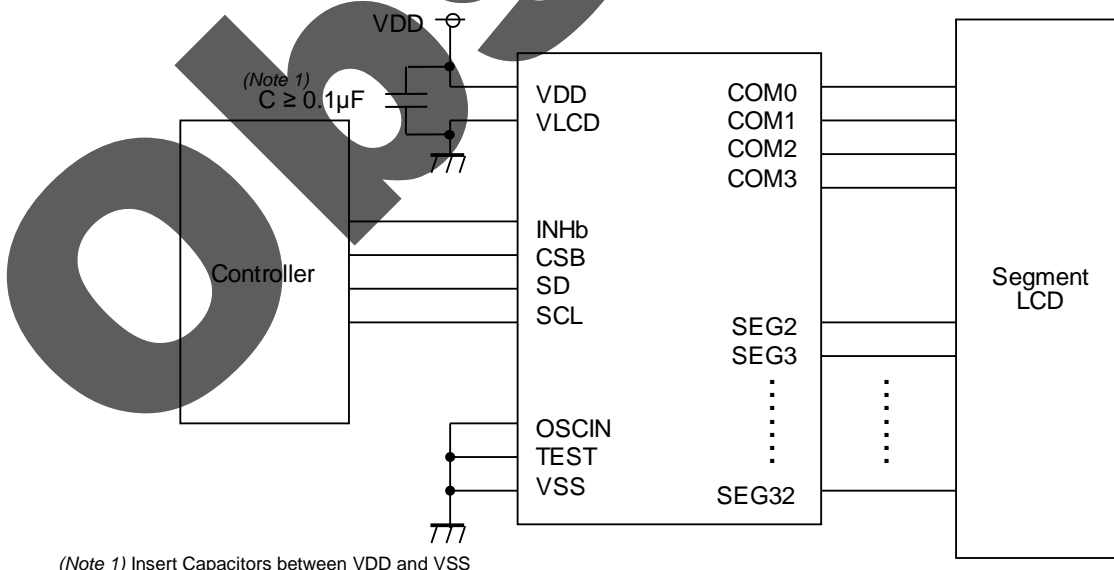 VDD
(Note 1)
C ≥ 0.1µF
Controller
VDD
VLCD
INHb
CSB
SD
SCL
OSCIN
TEST
VSS
COM0
COM1
COM2
COM3
SEG2
SEG3
SEG32
Segment
LCD
(Note 1) Insert Capacitors between VDD and VSS